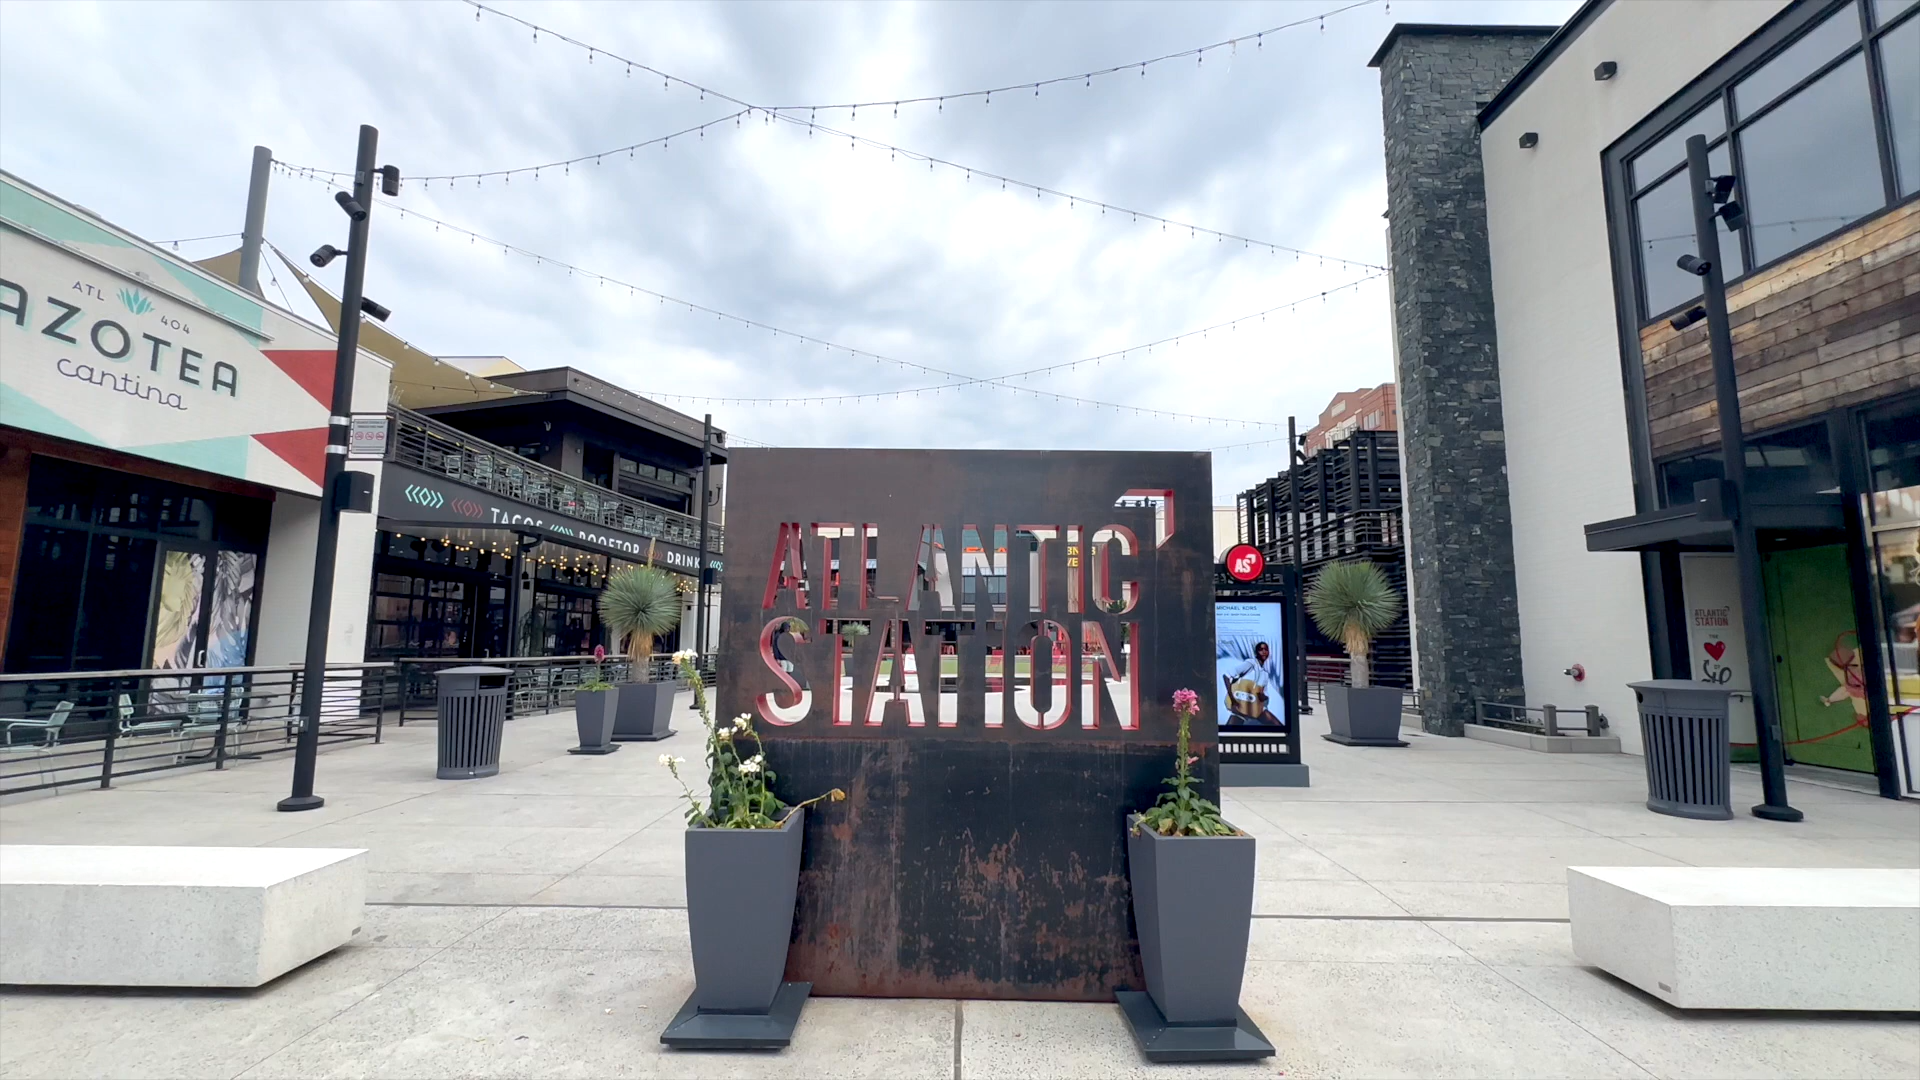 ATL
404
AZOTEA
cantina
TACOS ROOFTOP DRINK
ATLANTIC
STATION
AS
MICHAEL KORS
ATLANTIC
STATION